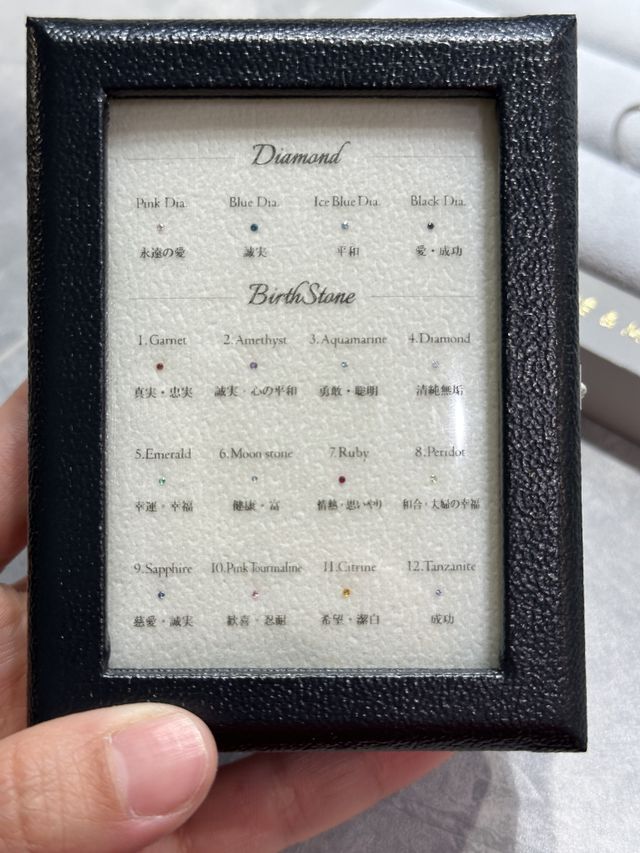 Diamond
Pink Dia. Blue Dia. Ice Blue Dia. Black Dia.
永遠の愛 誠実 平和 愛・成功
Birth Stone
1.Garnet 2.Amethyst 3.Aquamarine 4.Diamond
真実・忠実 誠実・心の平和 勇敢・聡明 清純無垢
5.Emerald 6.Moon stone 7.Ruby 8.Peridot
幸運・幸福 健康・富 情熱・思いやり 和合・夫婦の幸福
9.Sapphire 10.Pink Tourmaline 11.Citrine 12.Tanzanite
慈愛・誠実 歓喜・忍耐 希望・潔白 成功